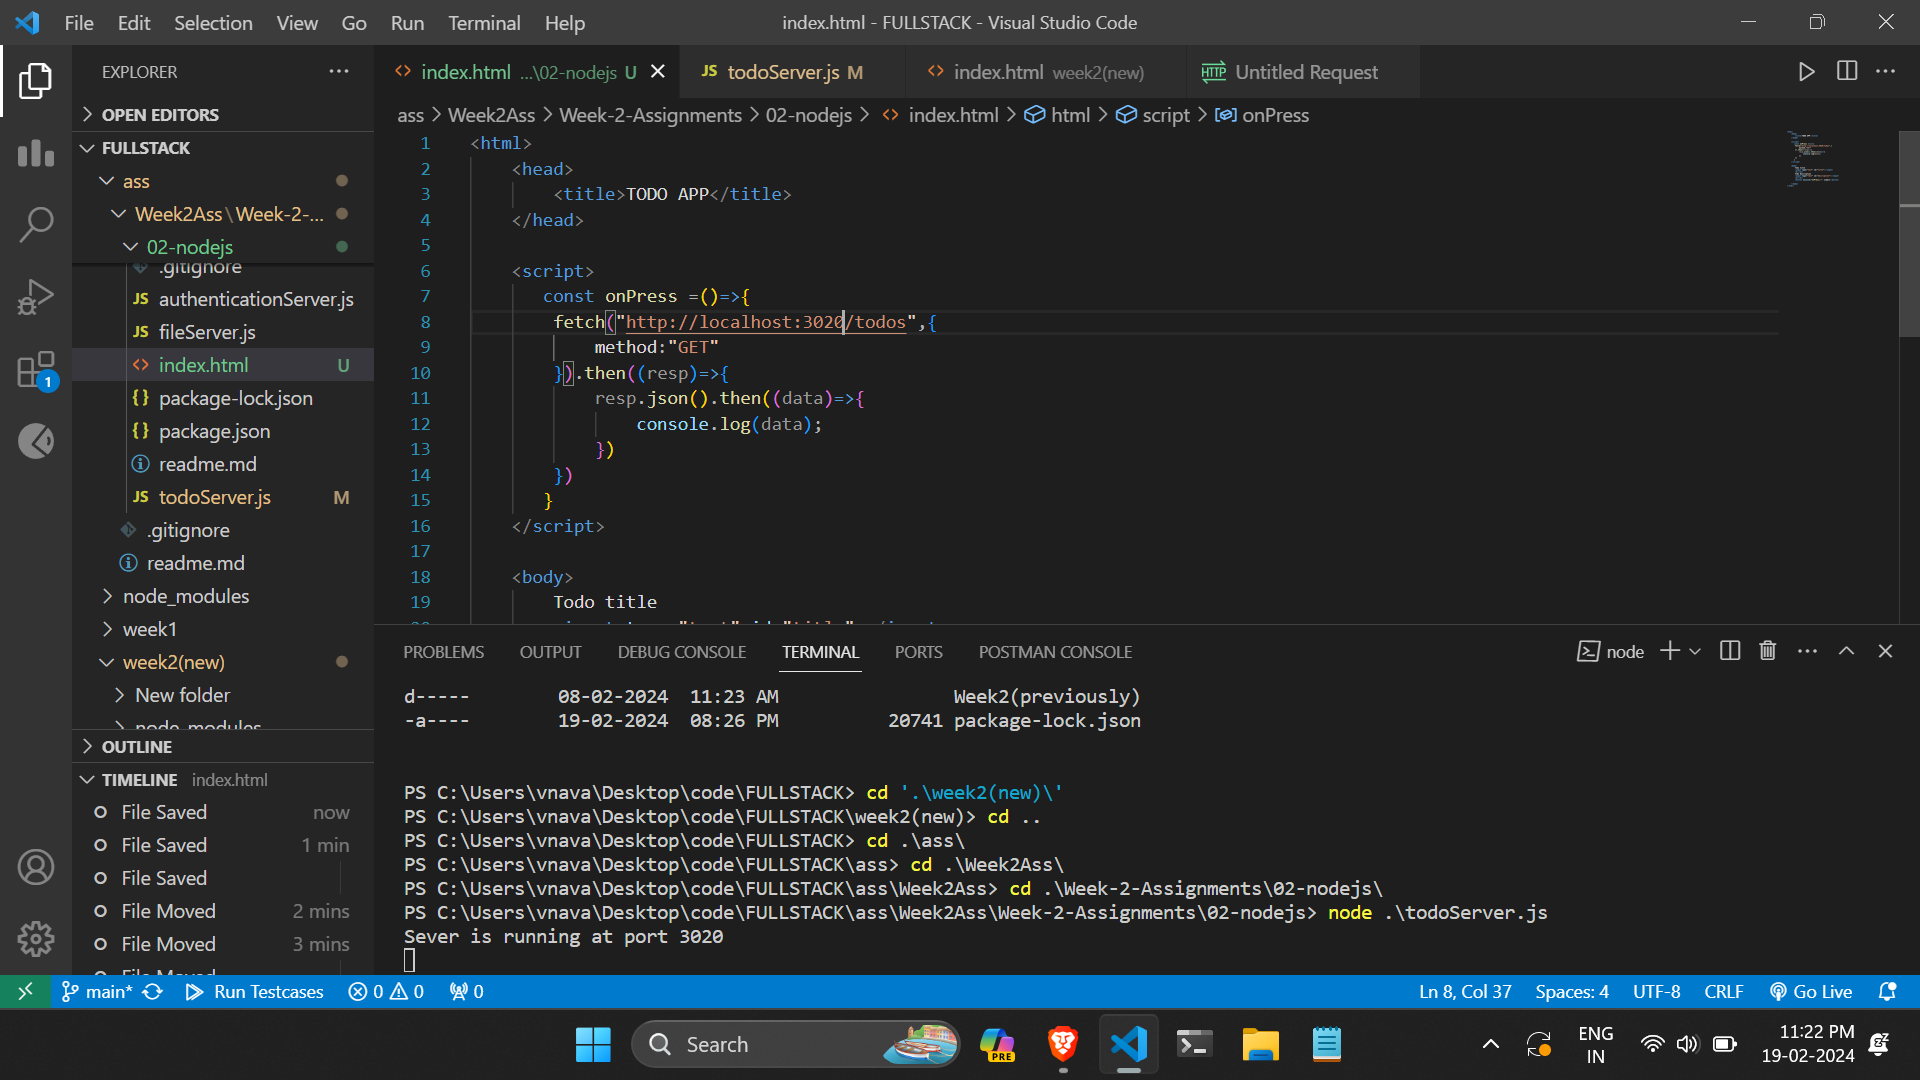 File Edit Selection View Go Run Terminal Help index.html - FULLSTACK - Visual Studio Code
EXPLORER
OPEN EDITORS
FULLSTACK
ass
Week2Ass\Week-2-...
02-nodejs
.gitignore
JS authenticationServer.js
JS fileServer.js
<> index.html U
{} package-lock.json
{} package.json
readme.md
JS todoServer.js M
.gitignore
readme.md
node_modules
week1
week2(new)
New folder
node_modules
OUTLINE
TIMELINE index.html
File Saved now
File Saved 1 min
File Saved
File Moved 2 mins
File Moved 3 mins
File Moved
1
<> index.html ...\02-nodejs U
JS todoServer.js M
<> index.html week2(new)
HTTP Untitled Request
ass > Week2Ass > Week-2-Assignments > 02-nodejs > <> index.html > html > script > onPress
1 <html>
2 <head>
3 <title>TODO APP</title>
4 </head>
5
6 <script>
7 const onPress =()=>{
8 fetch("http://localhost:3020/todos",{
9 method:"GET"
10 }).then((resp)=>{
11 resp.json().then((data)=>{
12 console.log(data);
13 })
14 })
15 }
16 </script>
17
18 <body>
19 Todo title
PROBLEMS OUTPUT DEBUG CONSOLE TERMINAL PORTS POSTMAN CONSOLE
node
d----- 08-02-2024 11:23 AM Week2(previously)
-a---- 19-02-2024 08:26 PM 20741 package-lock.json
PS C:\Users\vnava\Desktop\code\FULLSTACK> cd '.\week2(new)\'
PS C:\Users\vnava\Desktop\code\FULLSTACK\week2(new)> cd ..
PS C:\Users\vnava\Desktop\code\FULLSTACK> cd .\ass\
PS C:\Users\vnava\Desktop\code\FULLSTACK\ass> cd .\Week2Ass\
PS C:\Users\vnava\Desktop\code\FULLSTACK\ass\Week2Ass> cd .\Week-2-Assignments\02-nodejs\
PS C:\Users\vnava\Desktop\code\FULLSTACK\ass\Week2Ass\Week-2-Assignments\02-nodejs> node .\todoServer.js
Sever is running at port 3020
main* Run Testcases 0 0 0 Ln 8, Col 37 Spaces: 4 UTF-8 CRLF Go Live
Search
PRE
ENG
IN
11:22 PM
19-02-2024